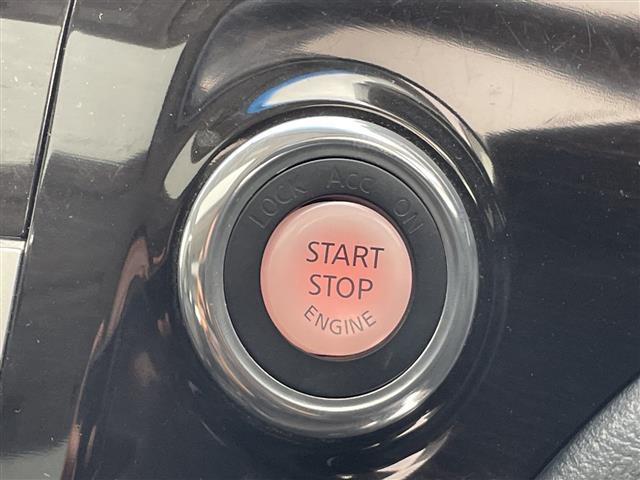 LOCK Acc ON
START
STOP
ENGINE